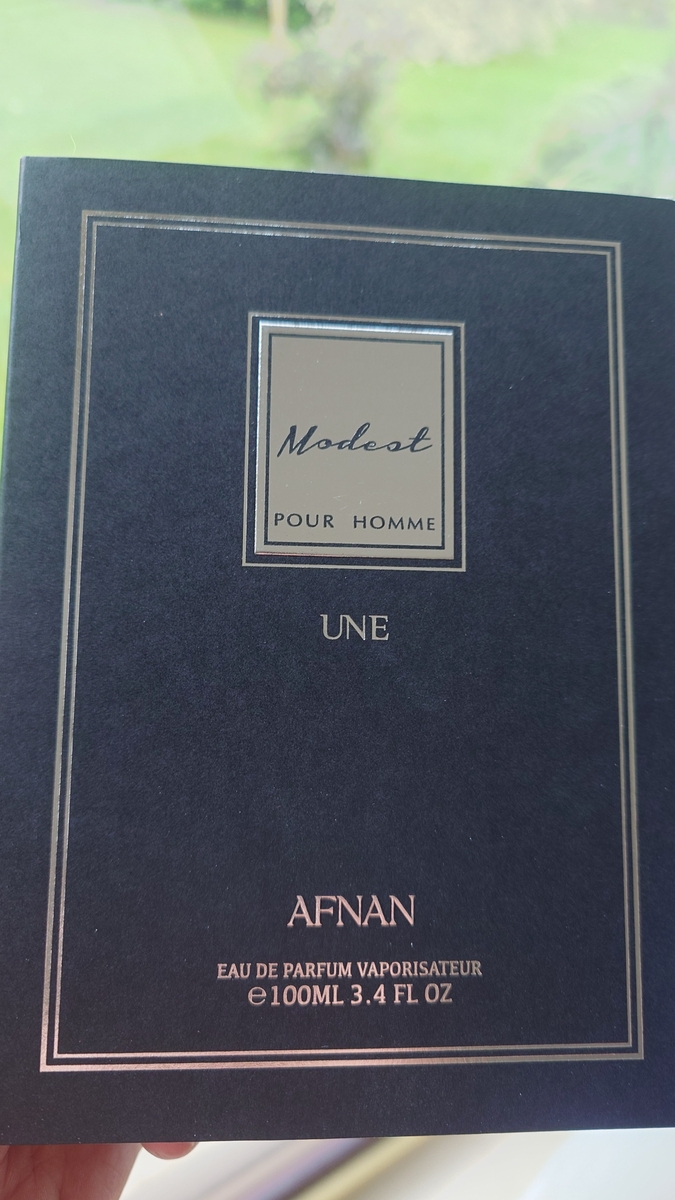 Modest
POUR HOMME
UNE
AFNAN
EAU DE PARFUM VAPORISATEUR
℮100ML 3.4 FL OZ